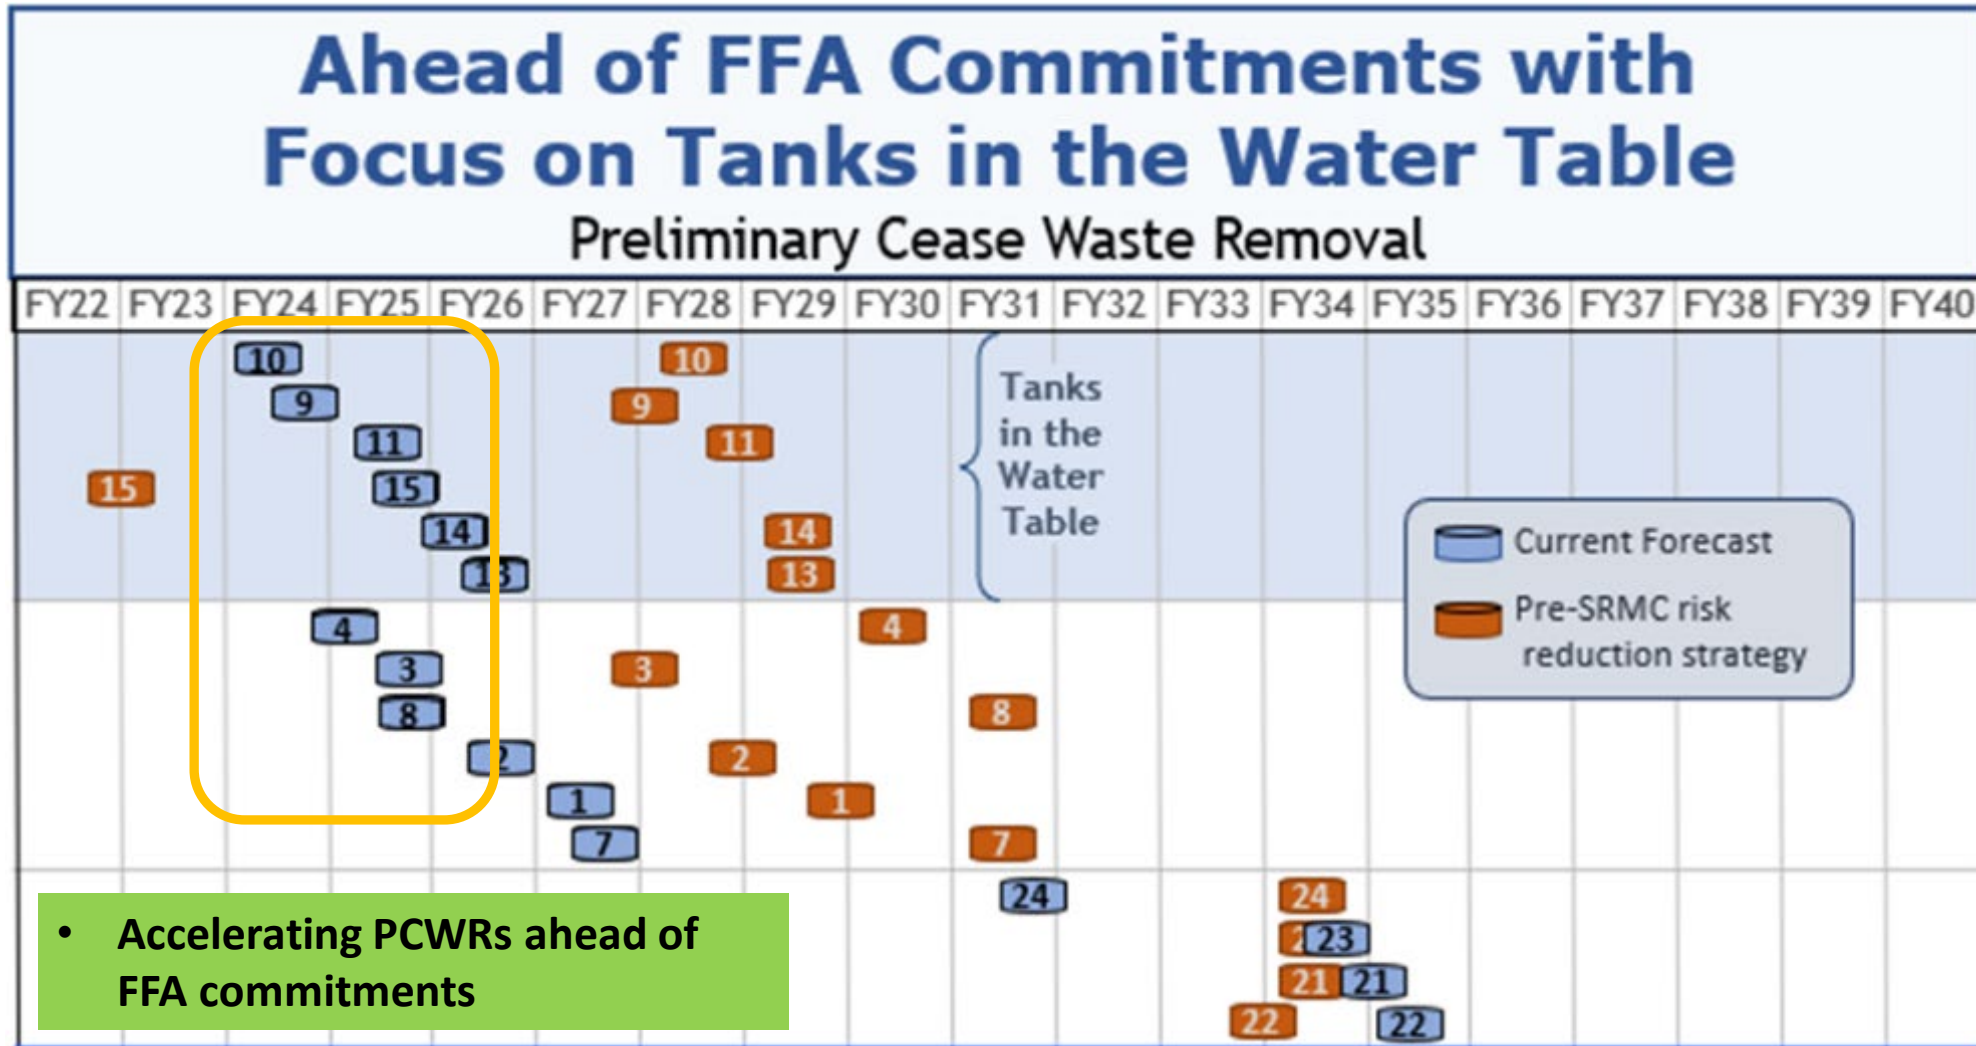 Ahead of FFA Commitments with
Focus on Tanks in the Water Table
Preliminary Cease Waste Removal
FY22 FY23 FY24 FY25 FY26 FY27 FY28 FY29 FY30 FY31 FY32 FY33 FY34 FY35 FY36 FY37 FY38 FY39 FY40
10 10
9 9
11 11
15 15
14 14
13 13
Tanks
in the
Water
Table
Current Forecast
Pre-SRMC risk
reduction strategy
4 4
3 3
8 8
2 2
1 1
7 7
24 24
23
21 21
22 22
• Accelerating PCWRs ahead of
FFA commitments